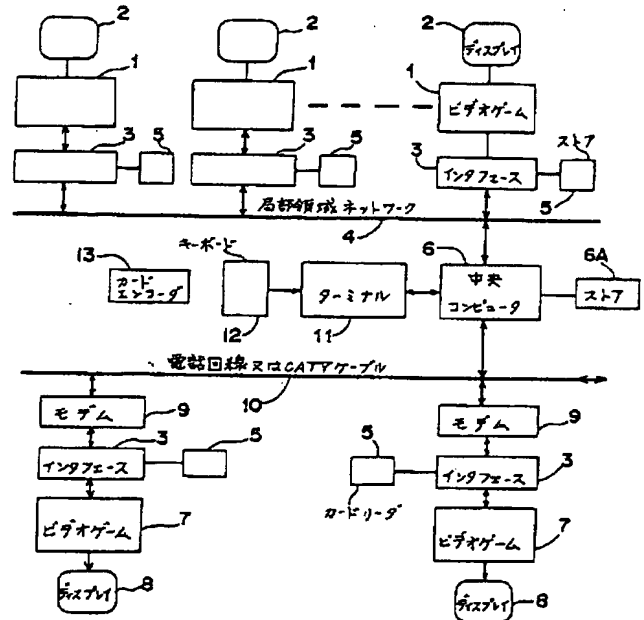 2
2
2
ディスプレイ
1
1
1
ビデオゲーム
3
5
3
5
3
インタフェース
ストア
5
局部領域ネットワーク
4
13
カード
エンコーダ
キーボード
12
ターミナル
11
6
中央
コンピュータ
6A
ストア
電話回線又はCATVケーブル
10
モデム
9
モデム
9
3
インタフェース
5
5
カードリーダ
インタフェース
3
ビデオゲーム
7
ビデオゲーム
7
ディスプレイ
8
ディスプレイ
8